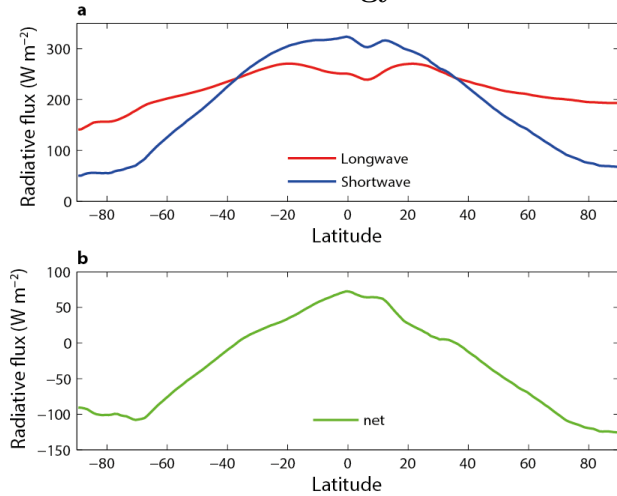 gy
a
Radiative flux (W m⁻²)
300
200
100
0
−80 −60 −40 −20 0 20 40 60 80
Latitude
Longwave
Shortwave
b
Radiative flux (W m⁻²)
100
50
0
−50
−100
−150
−80 −60 −40 −20 0 20 40 60 80
Latitude
net